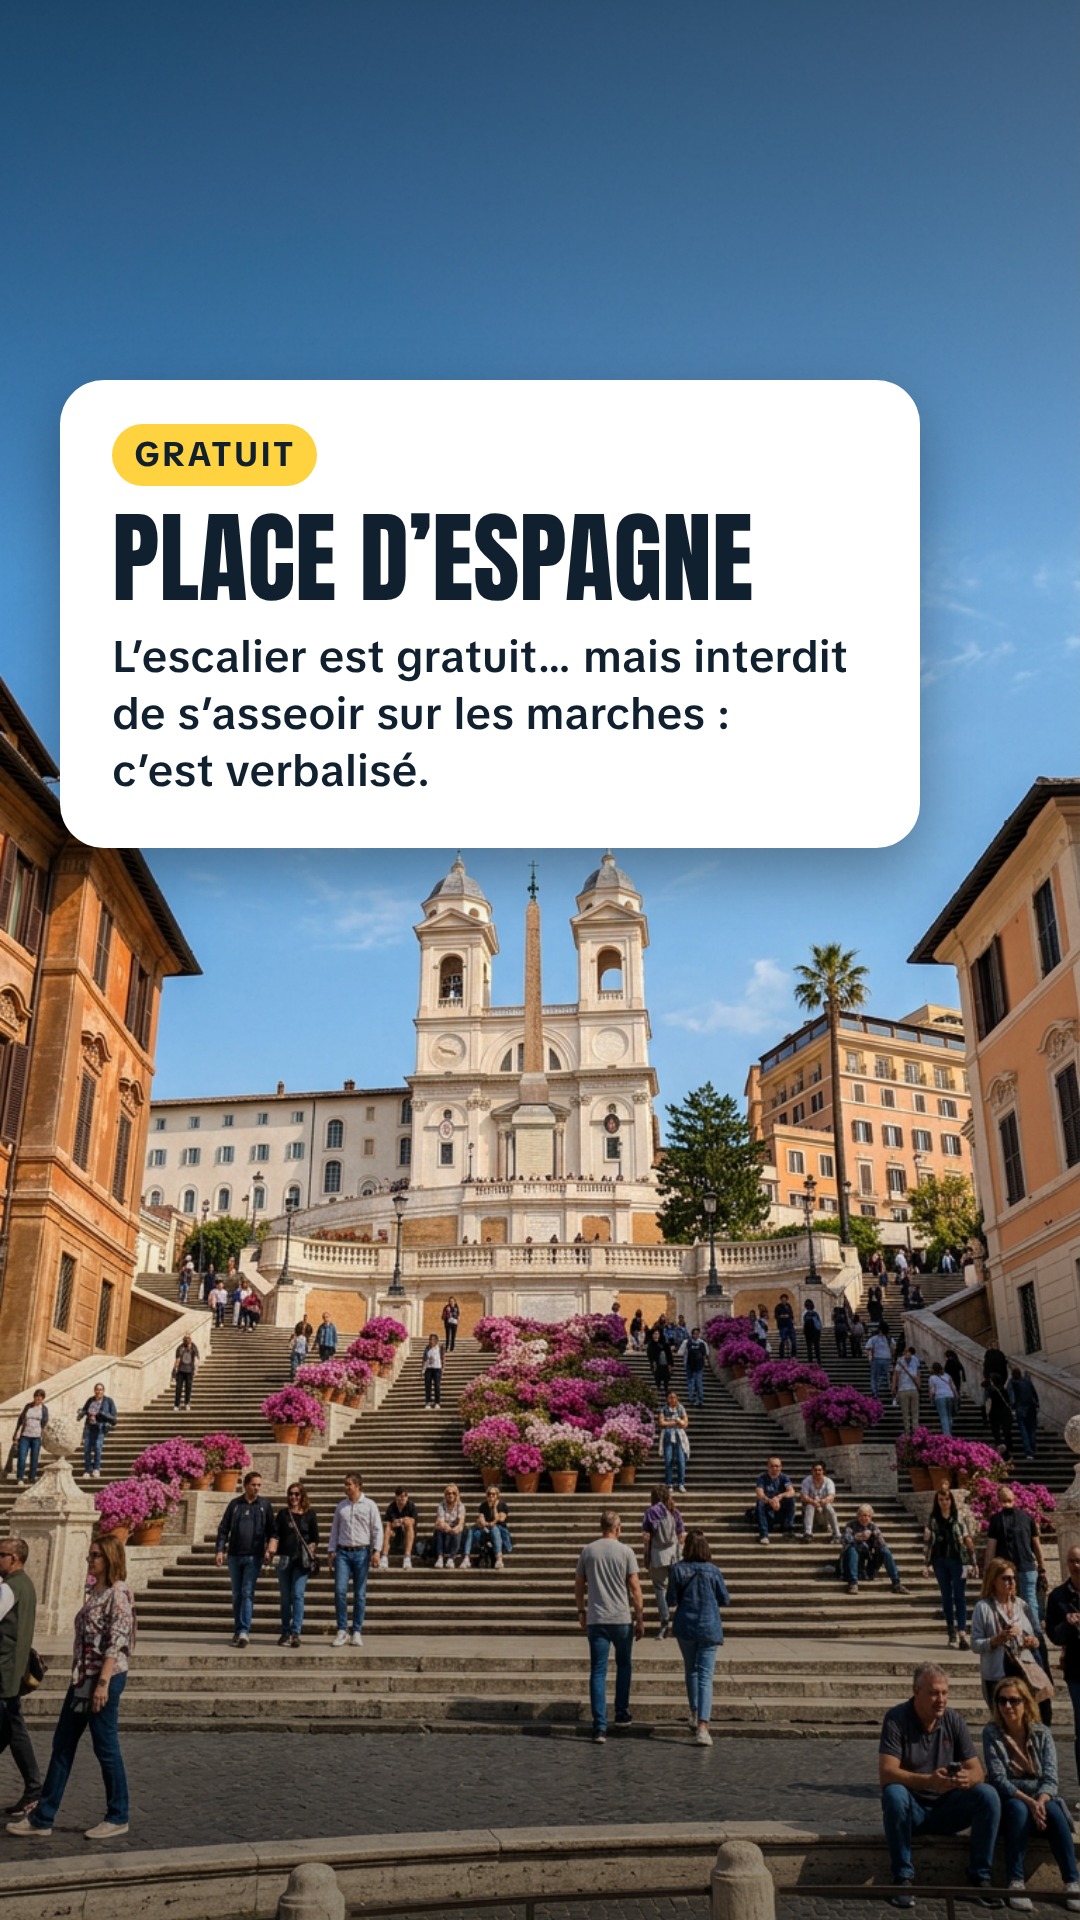 GRATUIT
PLACE D’ESPAGNE
L’escalier est gratuit… mais interdit
de s’asseoir sur les marches :
c’est verbalisé.